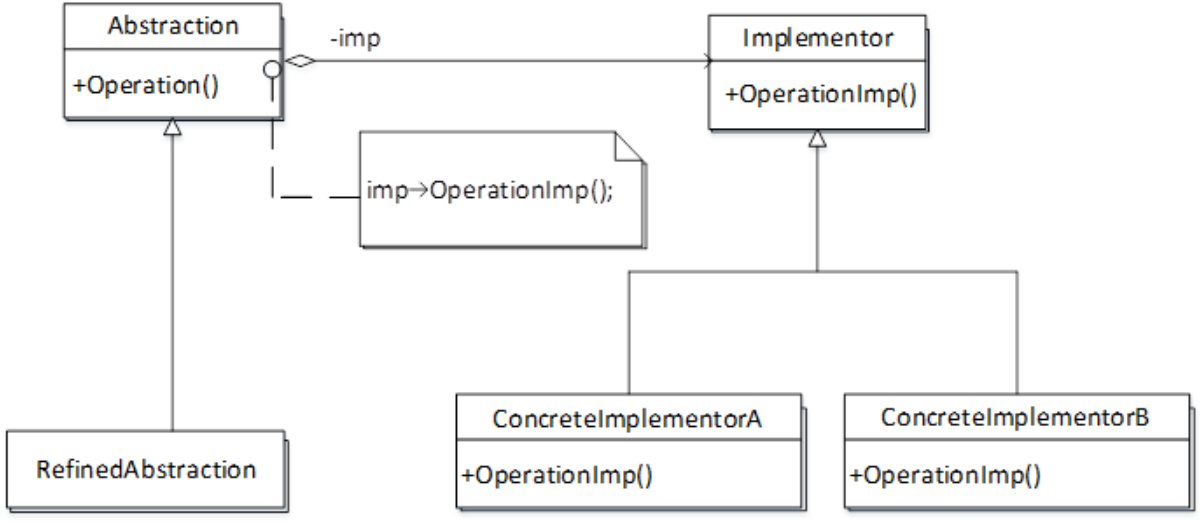 Abstraction
+Operation()
-imp
Implementor
+OperationImp()
imp→OperationImp();
RefinedAbstraction
ConcreteImplementorA
+OperationImp()
ConcreteImplementorB
+OperationImp()